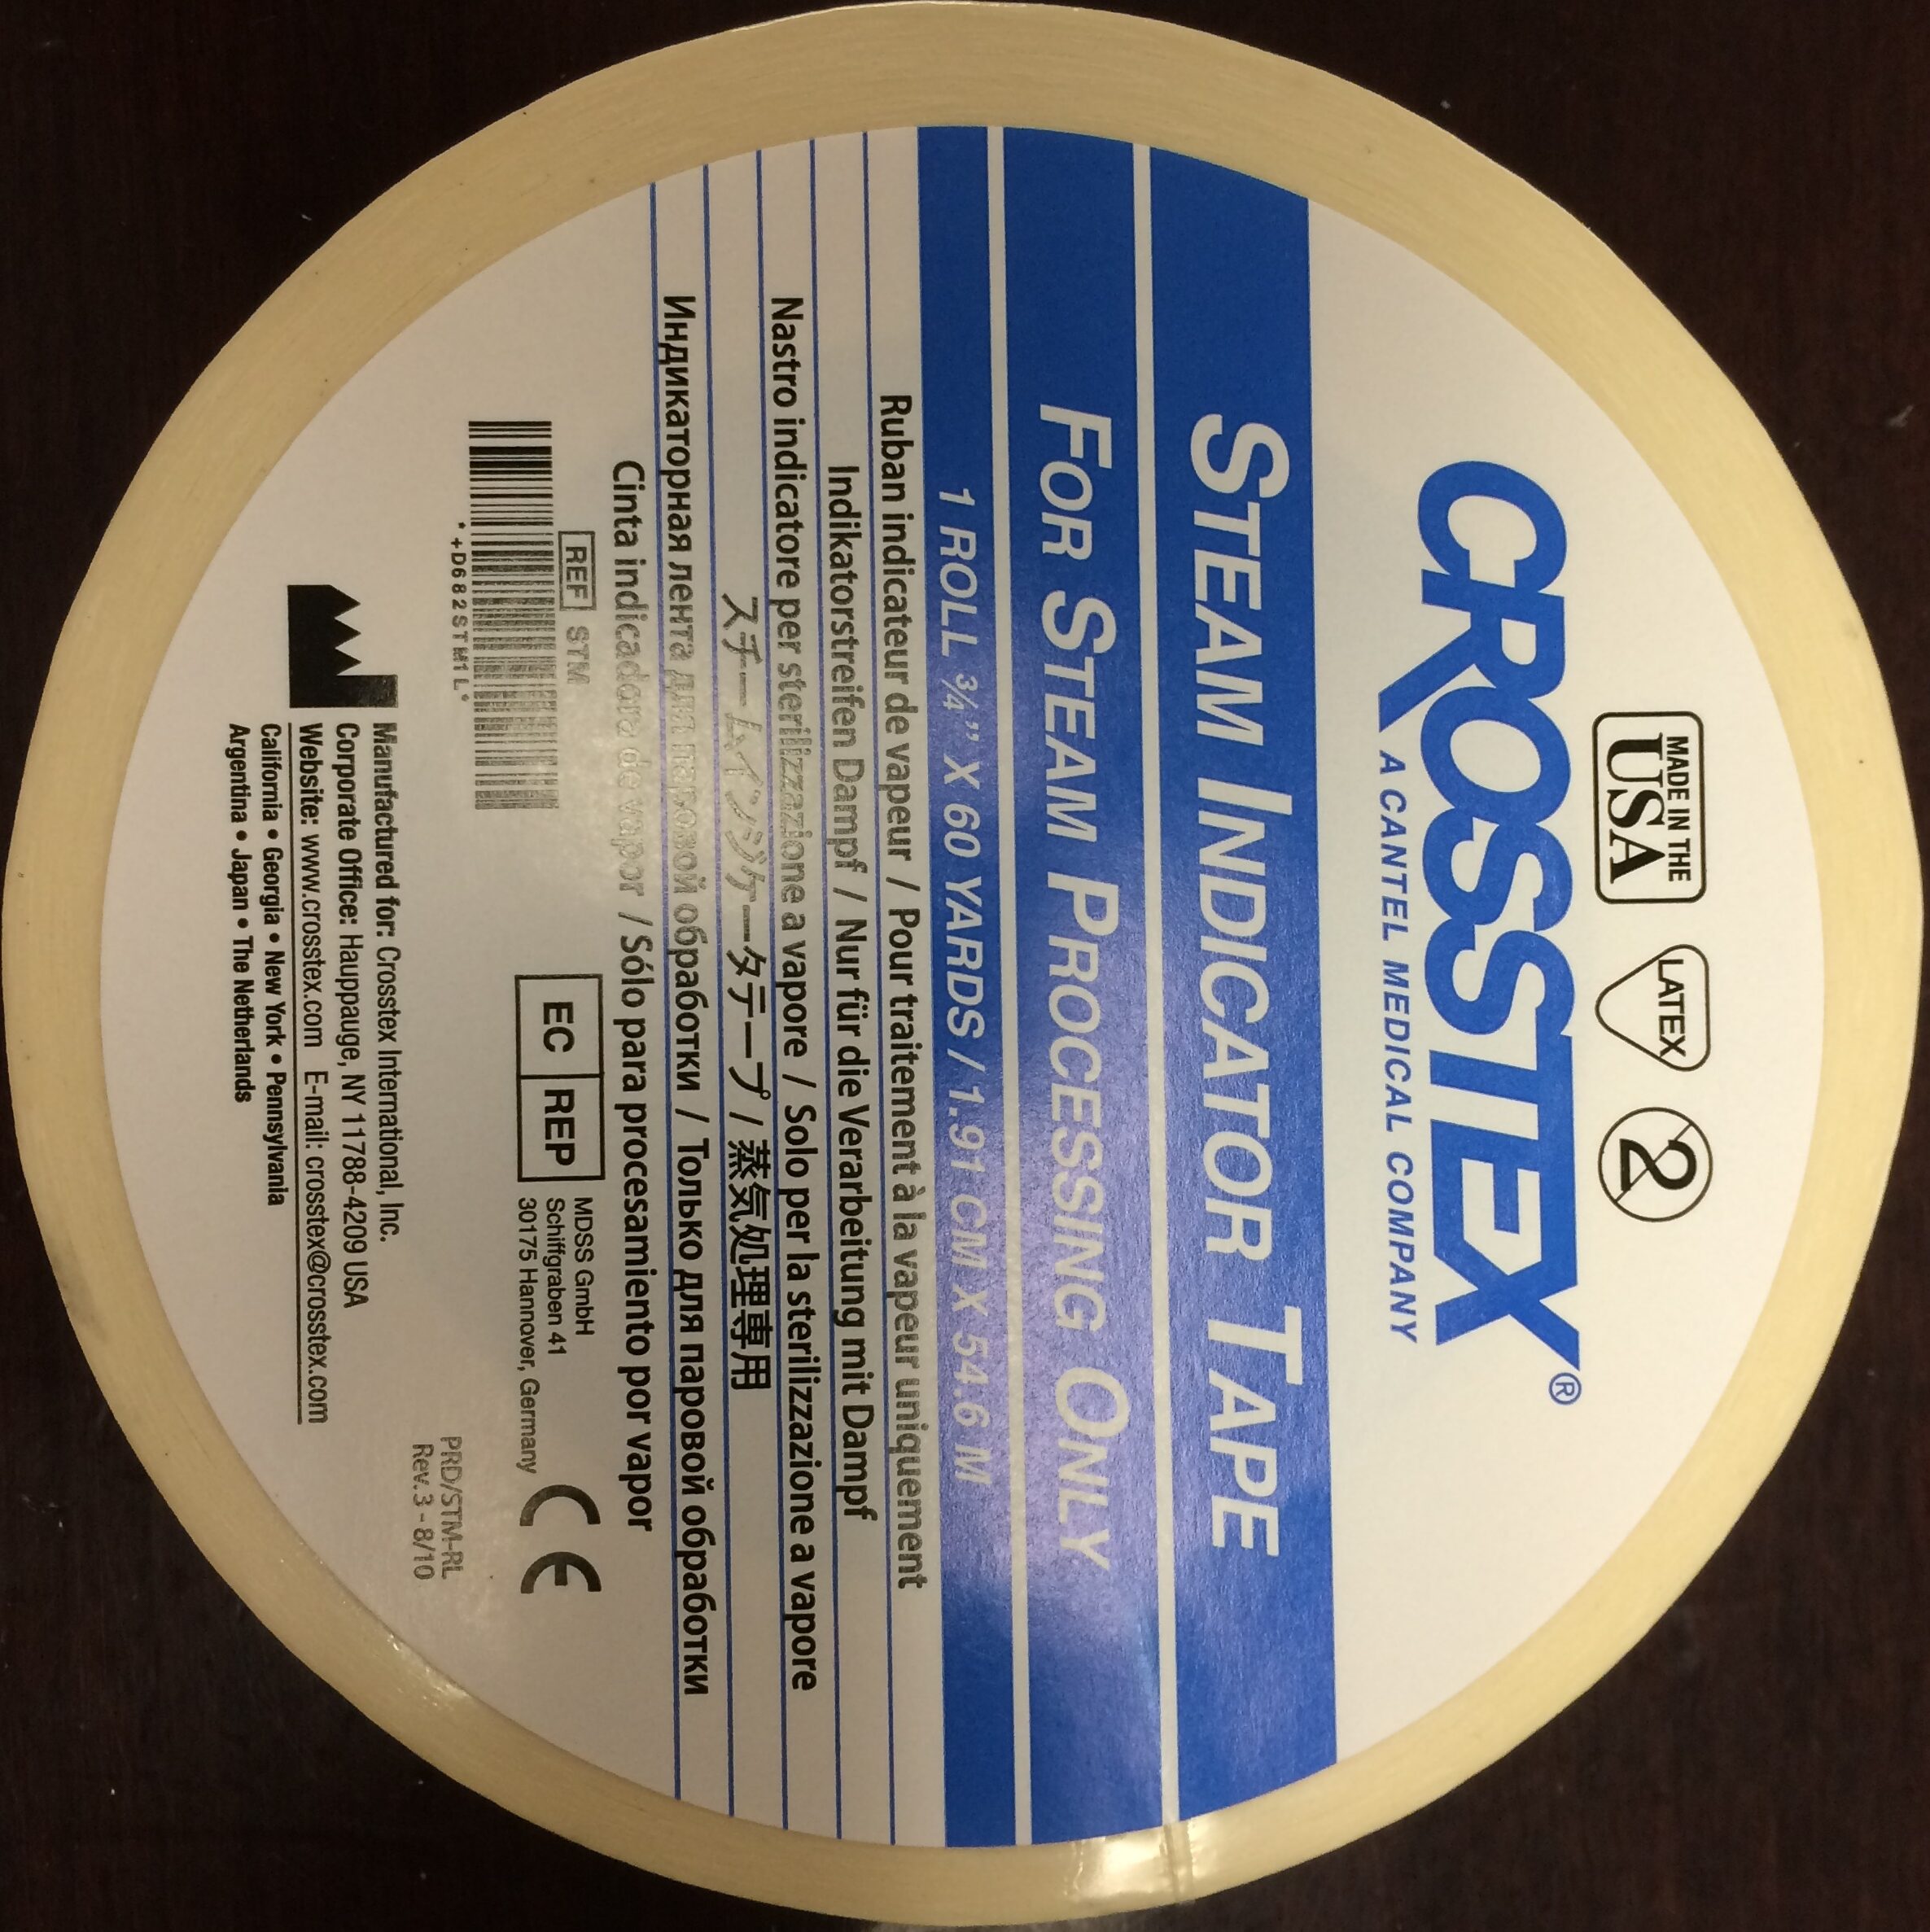 MADE IN THE
USA
LATEX
2
CROSSTEX®
A CANTEL MEDICAL COMPANY
STEAM INDICATOR TAPE
FOR STEAM PROCESSING ONLY
1 ROLL ¾” X 60 YARDS / 1.91 CM X 54.6 M
Ruban indicateur de vapeur / Pour traitement à la vapeur uniquement
Indikatorstreifen Dampf / Nur für die Verarbeitung mit Dampf
Nastro indicatore per sterilizzazione a vapore / Solo per la sterilizzazione a vapore
スチームインジケータテープ / 蒸気処理専用
Индикаторная лента для паровой обработки / Только для паровой обработки
Cinta indicadora de vapor / Sólo para procesamiento por vapor
REF STM
*+D682STM1L*
EC REP
MDSS GmbH
Schiffgraben 41
30175 Hannover, Germany
CE
PRD/STM-RL
Rev.3 - 8/10
Manufactured for: Crosstex International, Inc.
Corporate Office: Hauppauge, NY 11788-4209 USA
Website: www.crosstex.com E-mail: crosstex@crosstex.com
California • Georgia • New York • Pennsylvania
Argentina • Japan • The Netherlands